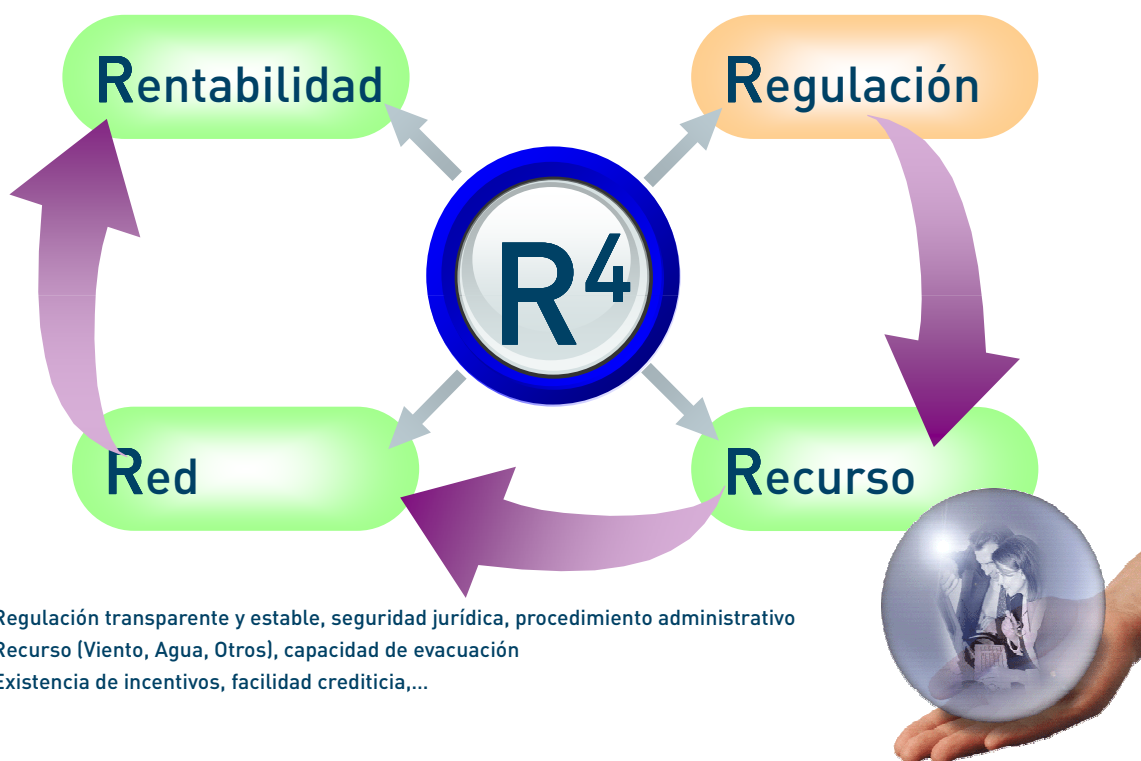 Rentabilidad
Regulación
R⁴
Red
Recurso
Regulación transparente y estable, seguridad jurídica, procedimiento administrativo
Recurso (Viento, Agua, Otros), capacidad de evacuación
Existencia de incentivos, facilidad crediticia,...